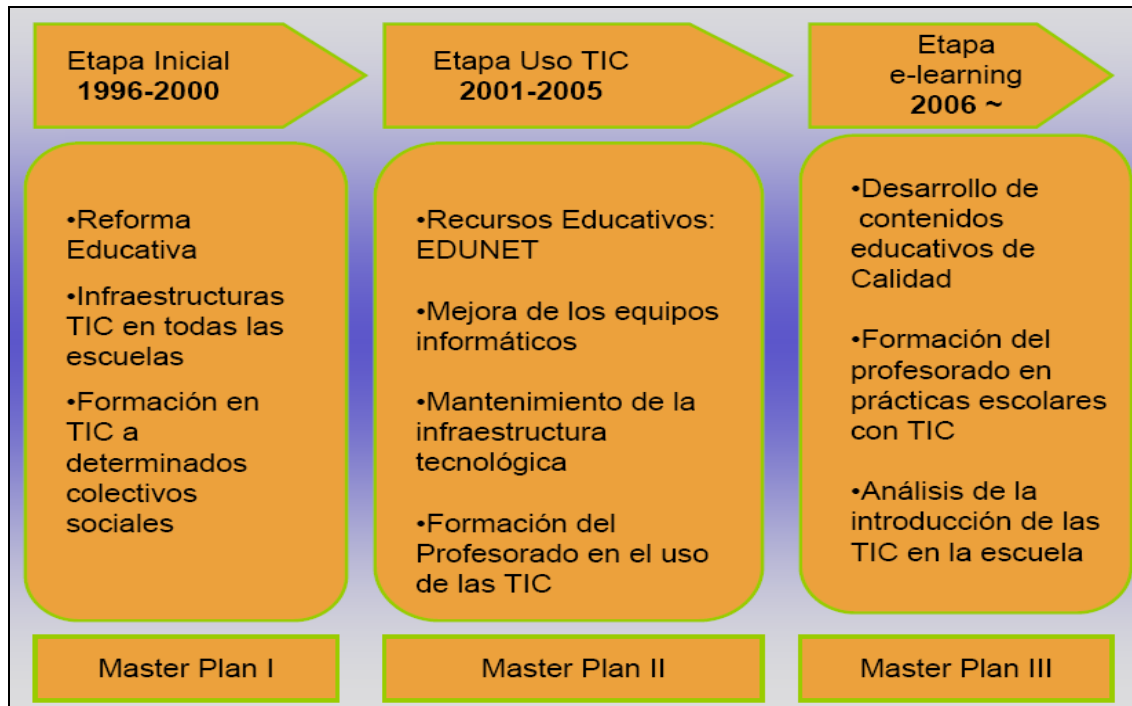 Etapa Inicial
1996-2000
•Reforma
Educativa
•Infraestructuras
TIC en todas las
escuelas
•Formación en
TIC a
determinados
colectivos
sociales
Master Plan I
Etapa Uso TIC
2001-2005
•Recursos Educativos:
EDUNET
•Mejora de los equipos
informáticos
•Mantenimiento de la
infraestructura
tecnológica
•Formación del
Profesorado en el uso
de las TIC
Master Plan II
Etapa
e-learning
2006 ~
•Desarrollo de
contenidos
educativos de
Calidad
•Formación del
profesorado en
prácticas escolares
con TIC
•Análisis de la
introducción de las
TIC en la escuela
Master Plan III